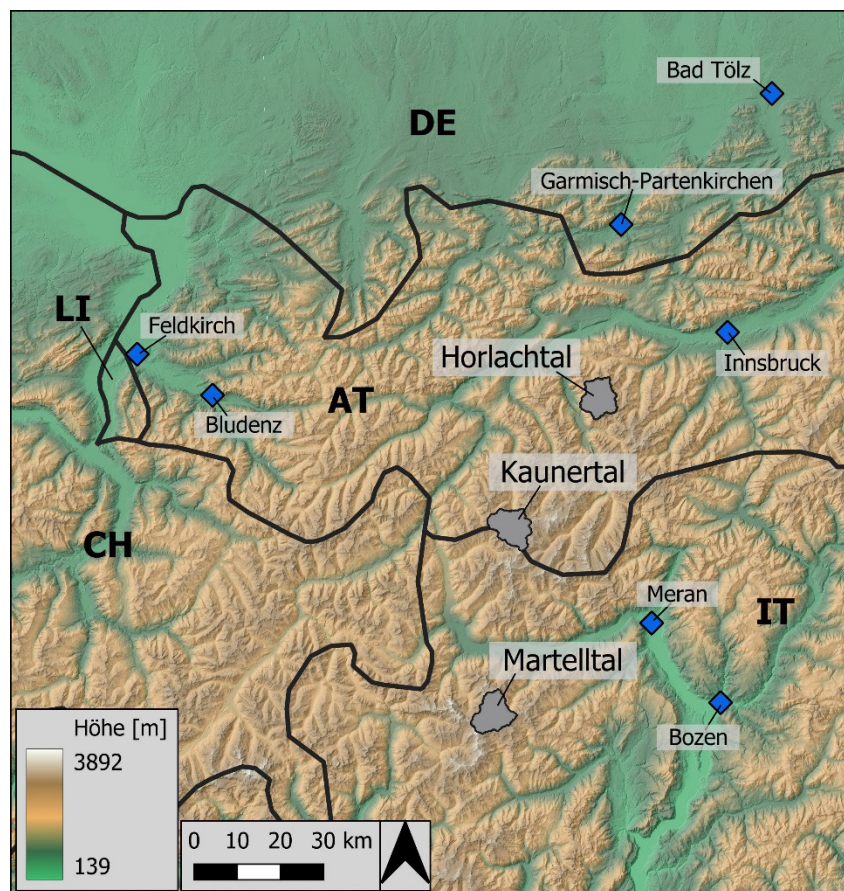 Bad Tölz
DE
Garmisch-Partenkirchen
LI
Feldkirch
Innsbruck
Horlachtal
AT
Bludenz
Kaunertal
CH
Meran
IT
Martelltal
Bozen
Höhe [m]
3892
139
0 10 20 30 km